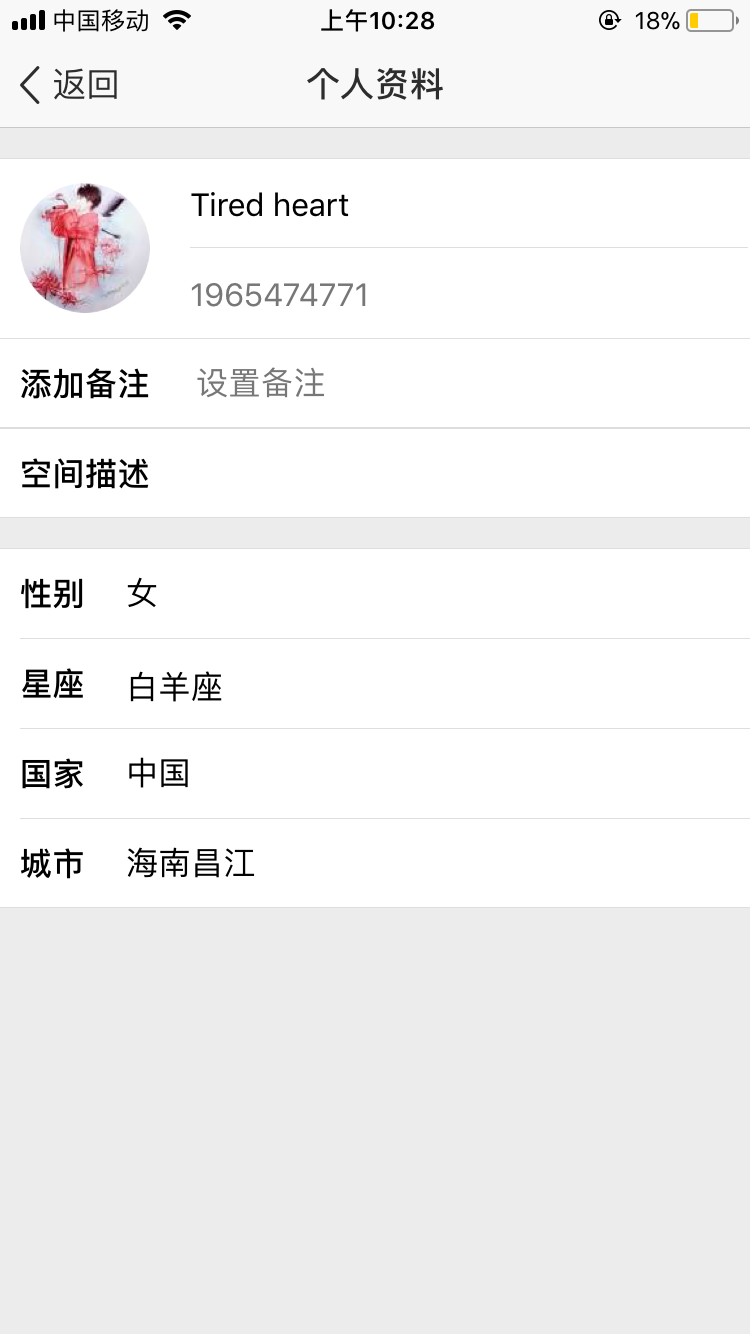 中国移动 上午10:28 18%
返回 个人资料
Tired heart
1965474771
添加备注 设置备注
空间描述
性别 女
星座 白羊座
国家 中国
城市 海南昌江